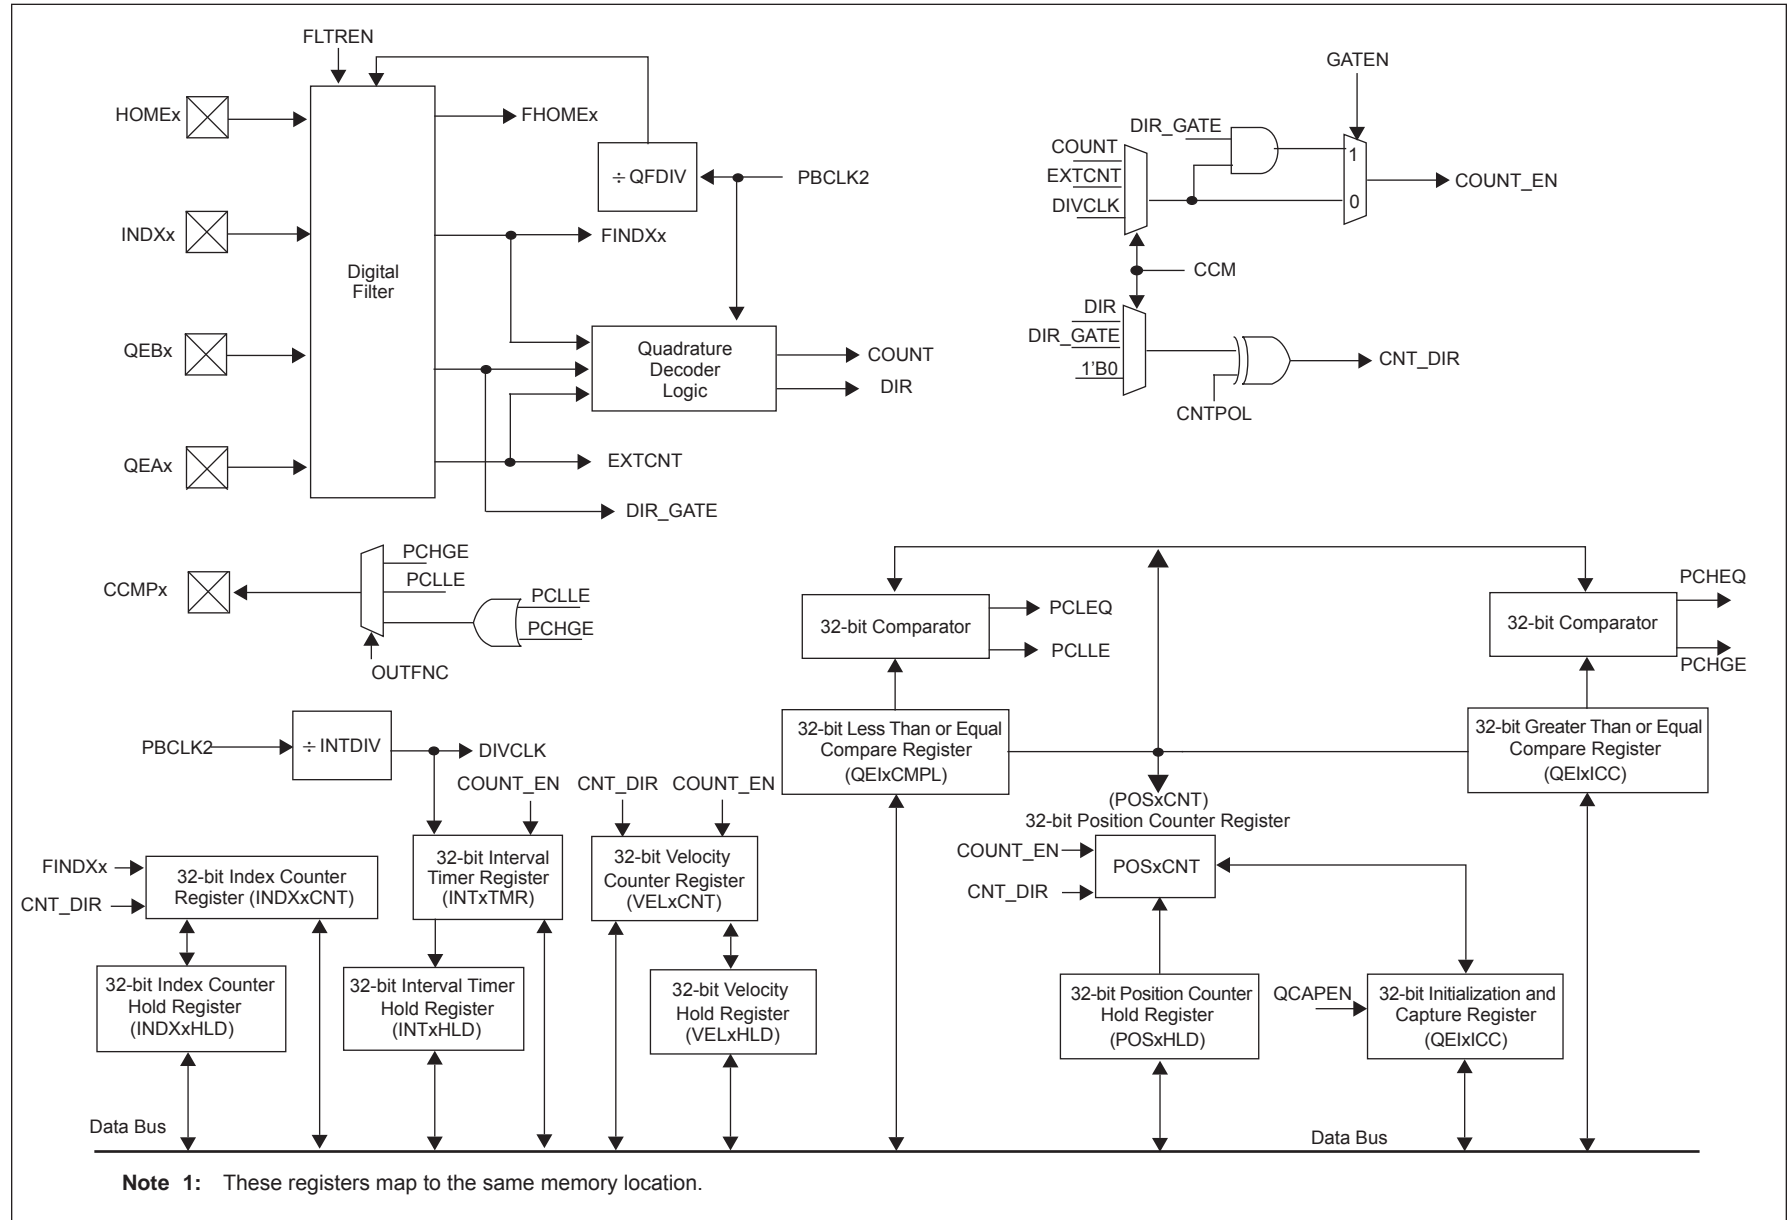 FLTREN
HOMEx
FHOMEx
÷ QFDIV
PBCLK2
INDXx
FINDXx
Digital
Filter
QEBx
Quadrature
Decoder
Logic
COUNT
DIR
QEAx
EXTCNT
DIR_GATE
GATEN
DIR_GATE
COUNT
EXTCNT
DIVCLK
1
0
COUNT_EN
CCM
DIR
DIR_GATE
1'B0
CNTPOL
CNT_DIR
CCMPx
PCHGE
PCLLE
PCLLE
PCHGE
OUTFNC
32-bit Comparator
PCLEQ
PCLLE
32-bit Comparator
PCHEQ
PCHGE
PBCLK2
÷ INTDIV
DIVCLK
32-bit Less Than or Equal
Compare Register
(QEIxCMPL)
32-bit Greater Than or Equal
Compare Register
(QEIxICC)
COUNT_EN
CNT_DIR
COUNT_EN
(POSxCNT)
32-bit Position Counter Register
COUNT_EN
CNT_DIR
POSxCNT
FINDXx
CNT_DIR
32-bit Index Counter
Register (INDXxCNT)
32-bit Interval
Timer Register
(INTxTMR)
32-bit Velocity
Counter Register
(VELxCNT)
32-bit Index Counter
Hold Register
(INDXxHLD)
32-bit Interval Timer
Hold Register
(INTxHLD)
32-bit Velocity
Hold Register
(VELxHLD)
32-bit Position Counter
Hold Register
(POSxHLD)
QCAPEN
32-bit Initialization and
Capture Register
(QEIxICC)
Data Bus
Data Bus
Note 1: These registers map to the same memory location.